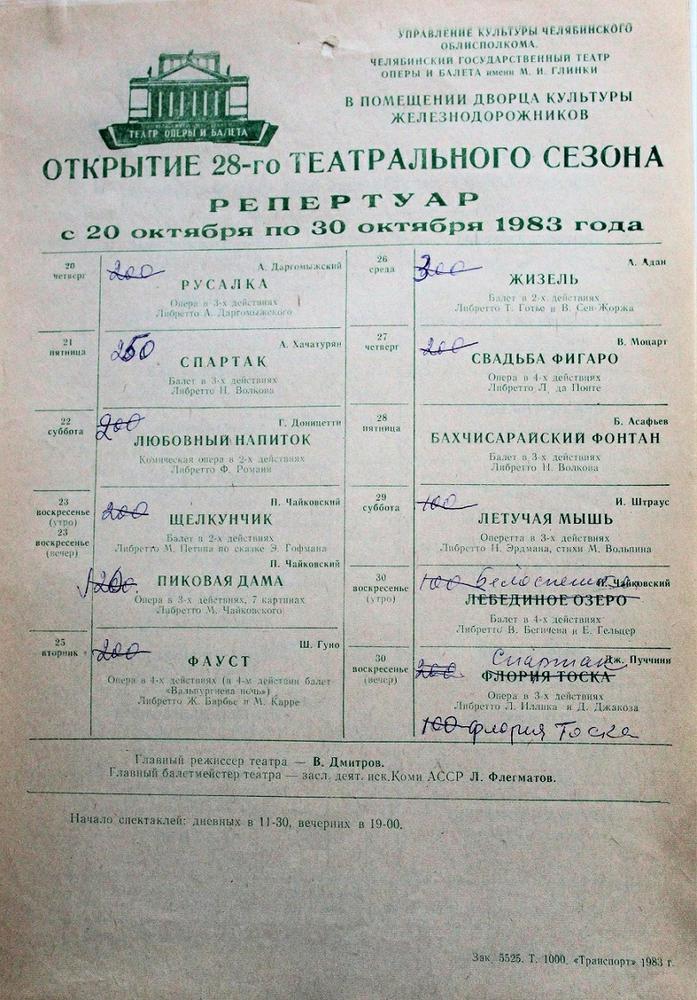 УПРАВЛЕНИЕ КУЛЬТУРЫ ЧЕЛЯБИНСКОГО
ОБЛИСПОЛКОМА.
ЧЕЛЯБИНСКИЙ ГОСУДАРСТВЕННЫЙ ТЕАТР
ОПЕРЫ И БАЛЕТА имени М. И. ГЛИНКИ
В ПОМЕЩЕНИИ ДВОРЦА КУЛЬТУРЫ
ЖЕЛЕЗНОДОРОЖНИКОВ
ТЕАТР ОПЕРЫ И БАЛЕТА
ОТКРЫТИЕ 28-го ТЕАТРАЛЬНОГО СЕЗОНА
РЕПЕРТУАР
с 20 октября по 30 октября 1983 года
20
четверг
200
А. Даргомыжский
РУСАЛКА
Опера в 3-х действиях
Либретто А. Даргомыжского
21
пятница
250
А. Хачатурян
СПАРТАК
Балет в 3-х действиях
Либретто Н. Волкова
22
суббота
200
Г. Доницетти
ЛЮБОВНЫЙ НАПИТОК
Комическая опера в 2-х действиях
Либретто Ф. Романи
23
воскресенье
(утро)
200
П. Чайковский
ЩЕЛКУНЧИК
Балет в 2-х действиях
Либретто М. Петипа по сказке Э. Гофмана
23
воскресенье
(вечер)
200.
П. Чайковский
ПИКОВАЯ ДАМА
Опера в 3-х действиях, 7 картинах
Либретто М. Чайковского
25
вторник
200
Ш. Гуно
ФАУСТ
Опера в 4-х действиях (в 4-м действии балет
«Вальпургиева ночь»)
Либретто Ж. Барбье и М. Карре
26
среда
300
А. Адан
ЖИЗЕЛЬ
Балет в 2-х действиях
Либретто Т. Готье и В. Сен-Жоржа
27
четверг
200
В. Моцарт
СВАДЬБА ФИГАРО
Опера в 4-х действиях
Либретто Л. да Понте
28
пятница
Б. Асафьев
БАХЧИСАРАЙСКИЙ ФОНТАН
Балет в 3-х действиях
Либретто Н. Волкова
29
суббота
100
И. Штраус
ЛЕТУЧАЯ МЫШЬ
Оперетта в 3-х действиях
Либретто Н. Эрдмана, стихи М. Вольпина
30
воскресенье
(утро)
100
П. Чайковский
ЛЕБЕДИНОЕ ОЗЕРО
Балет в 4-х действиях
Либретто В. Бегичева и Е. Гельцер
30
воскресенье
(вечер)
200.
Спартак
Дж. Пуччини
ФЛОРИЯ ТОСКА
Опера в 3-х действиях
Либретто Л. Иллика и Д. Джакоза
100 Флория Тоска
Главный режиссер театра — В. Дмитров.
Главный балетмейстер театра — засл. деят. иск.Коми АССР Л. Флегматов.
Начало спектаклей: дневных в 11-30, вечерних в 19-00.
Зак. 5525. Т. 1000. «Транспорт» 1983 г.